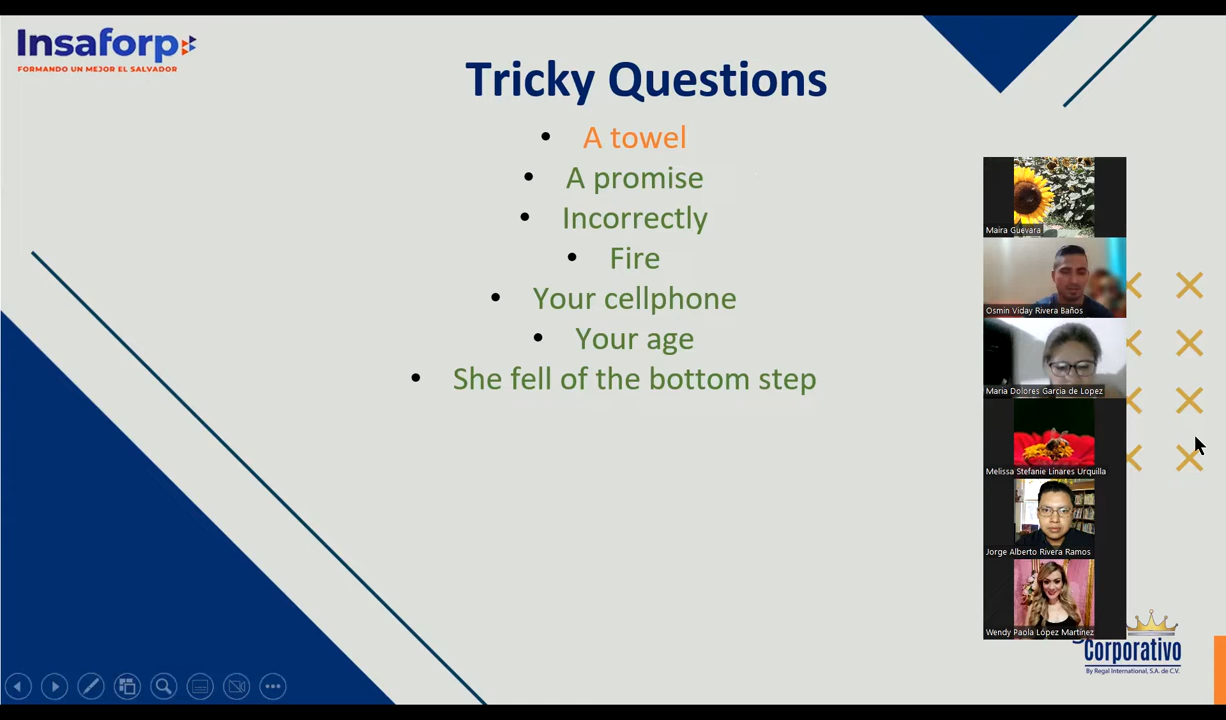 Insaforp
FORMANDO UN MEJOR EL SALVADOR
Tricky Questions
• A towel
• A promise
• Incorrectly
• Fire
• Your cellphone
• Your age
• She fell of the bottom step
Maira Guevara
Osmin Viday Rivera Baños
Maria Dolores Garcia de Lopez
Melissa Stefanie Linares Urquilla
Jorge Alberto Rivera Ramos
Wendy Paola López Martínez
Corporativo
By Regal International, S.A. de C.V.